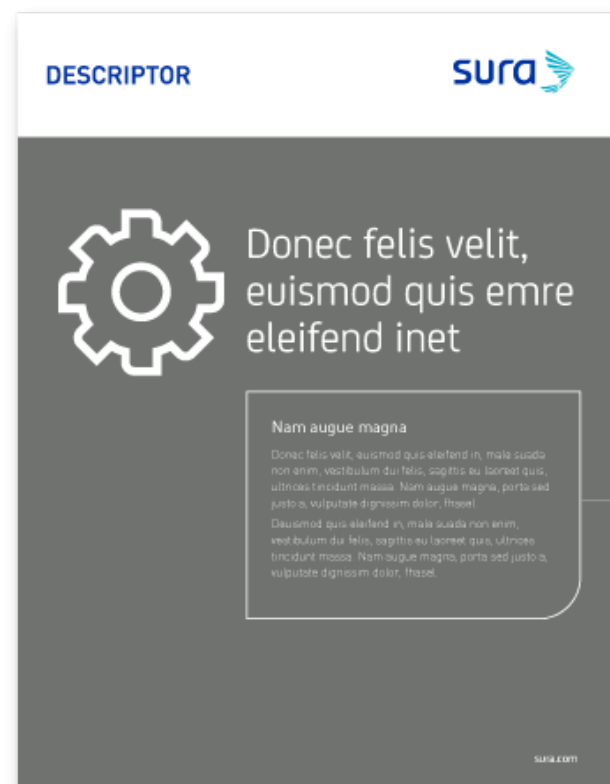 DESCRIPTOR
sura
Donec felis velit,
euismod quis emre
eleifend inet
Nam augue magna
Donec felis velit, euismod quis eleifend in, male suada
non enim, vestibulum dui felis, sagittis eu laoreet quis,
ultrices tincidunt massa. Nam augue magna, porta sed
justo a, vulputate dignissim dolor, fhasel.
Deuismod quis eleifend in, male suada non enim,
vestibulum dui felis, sagittis eu laoreet quis, ultrices
tincidunt massa. Nam augue magna, porta sed justo a,
vulputate dignissim dolor, fhasel.
sura.com